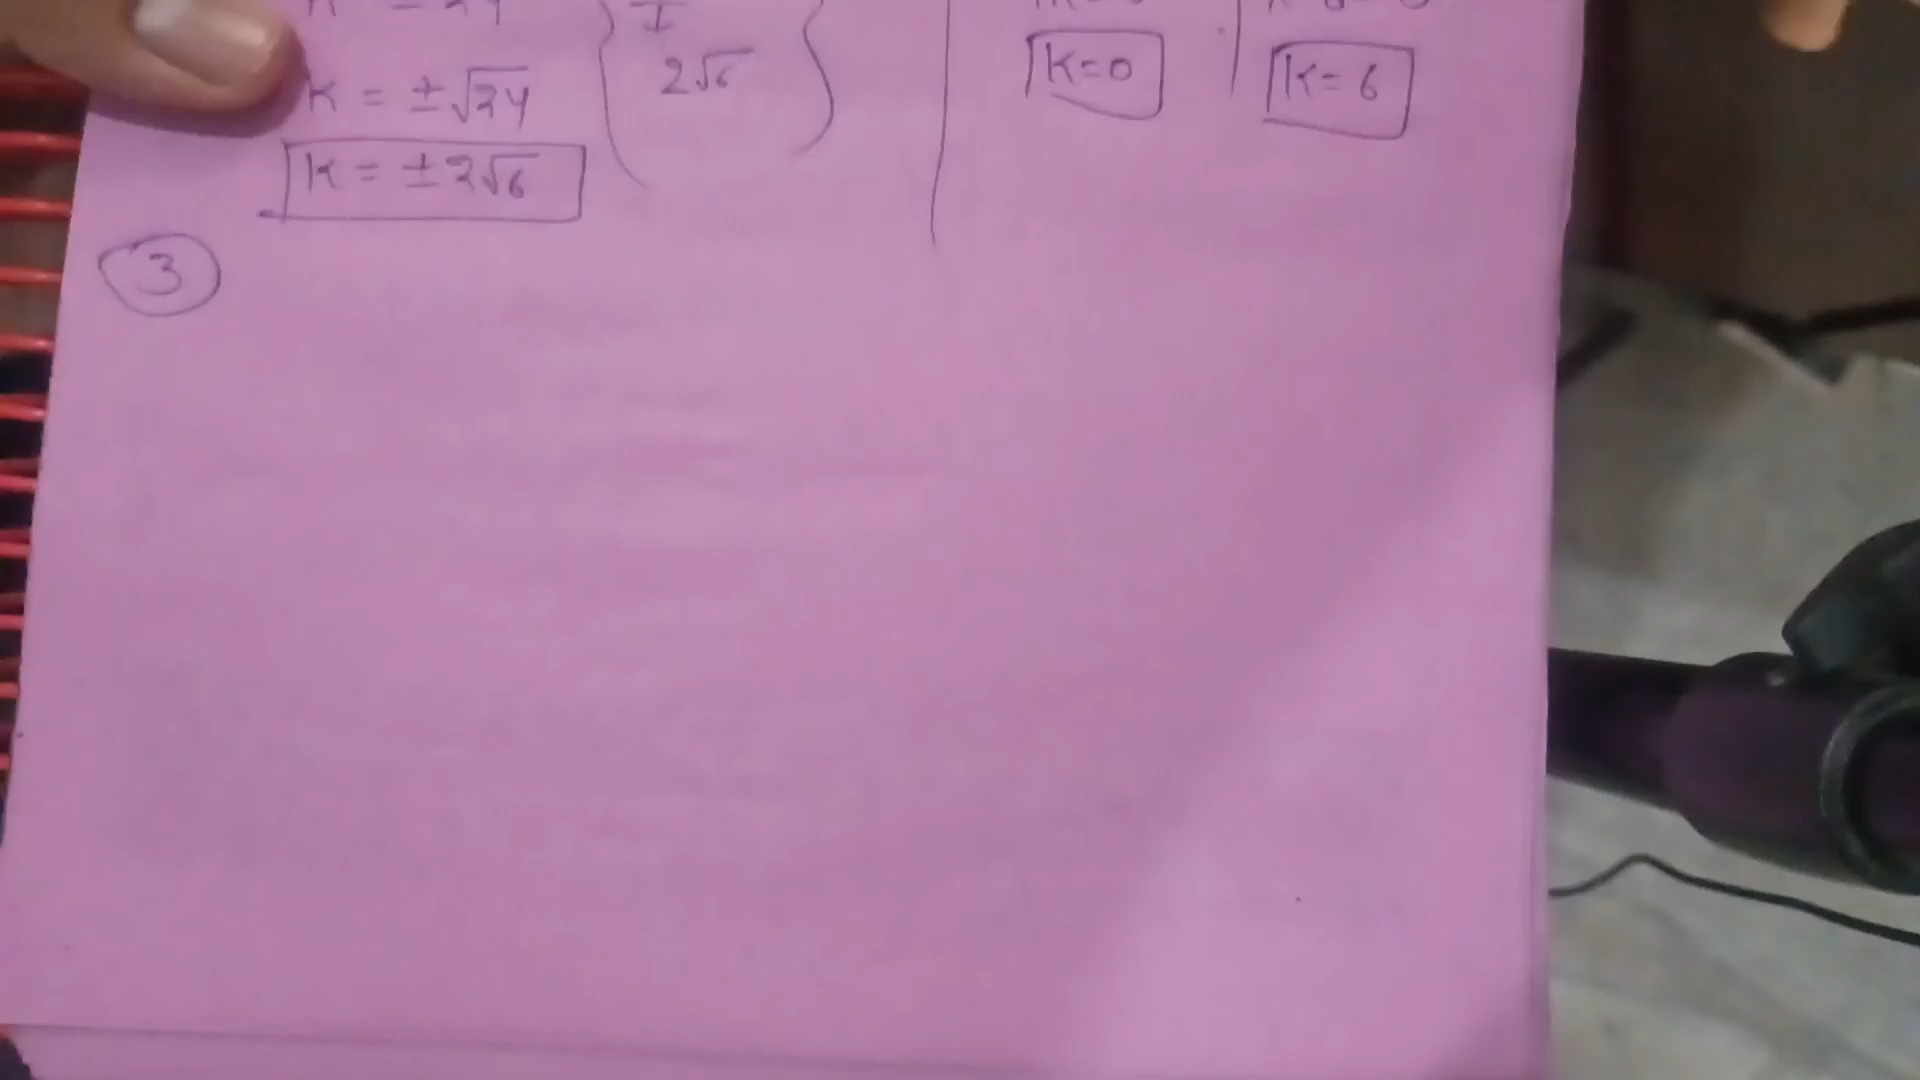 K = ±√24
K = ±2√6
2√6
K=0
K=6
3